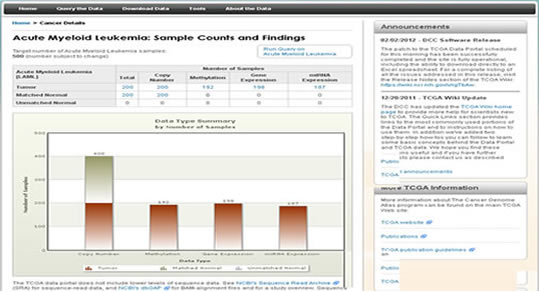 Home Query the Data Download Data Tools About the Data
Home > Cancer Details
Acute Myeloid Leukemia: Sample Counts and Findings
Target number of Acute Myeloid Leukemia samples:
500 (number subject to change)
Run Query on
Acute Myeloid Leukemia
Acute Myeloid Leukemia
[LAML]
Number of Samples
Total Copy Number Methylation Gene Expression miRNA Expression
Tumor 200 200 192 198 187
Matched Normal 200 200 0 0 0
Unmatched Normal 0 0 0 0 0
Data Type Summary
by Number of Samples
Number of Samples
500
400
300
200
100
0
400
192
198
187
Copy Number Methylation Gene Expression miRNA Expression
Data Type
Tumor Matched Normal Unmatched Normal
The TCGA data portal does not include lower levels of sequence data. See NCBI's Sequence Read Archive
(SRA) for sequence-read data, and NCBI's dbGAP for BAM alignment files and for a study overview. Sequence
Announcements
02/02/2012 - DCC Software Release
The patch to the TCGA Data Portal scheduled
for this morning has been successfully
completed and the site is fully operational,
including the ability to download directly to an
Excel spreadsheet. For a complete listing of
all the issues addressed in this release, visit
the Release Notes section of the TCGA Wiki:
12/20/2011 - TCGA Wiki Update
The DCC has updated the TCGA Wiki home
page to provide more help for scientists new
to TCGA. The Quick Links section provides
links to the most commonly used portions of
the Data Portal and to instructions on how to
use them. In addition we've added two
step-by-step how tos you can follow to learn
some basic concepts behind the Data Portal
and TCGA data. We hope you find these
is useful and if you have further
ts please contact us as described
Public
announcements
TCGA
More TCGA Information
More information about The Cancer Genome
Atlas program can be found on the main TCGA
Web site:
TCGA website
Publications
TCGA publication guidelines
on
Public
TCGA